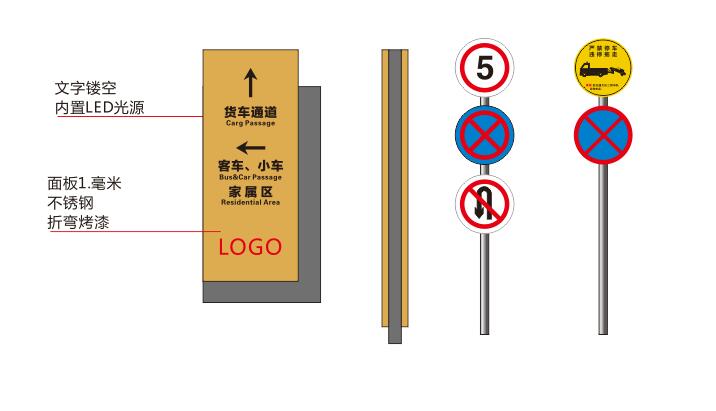 文字镂空
内置LED光源
面板1.毫米
不锈钢
折弯烤漆
货车通道
Carg Passage
客车、小车
Bus&Car Passage
家属区
Residential Area
LOGO
5
严禁停车
违停拖走